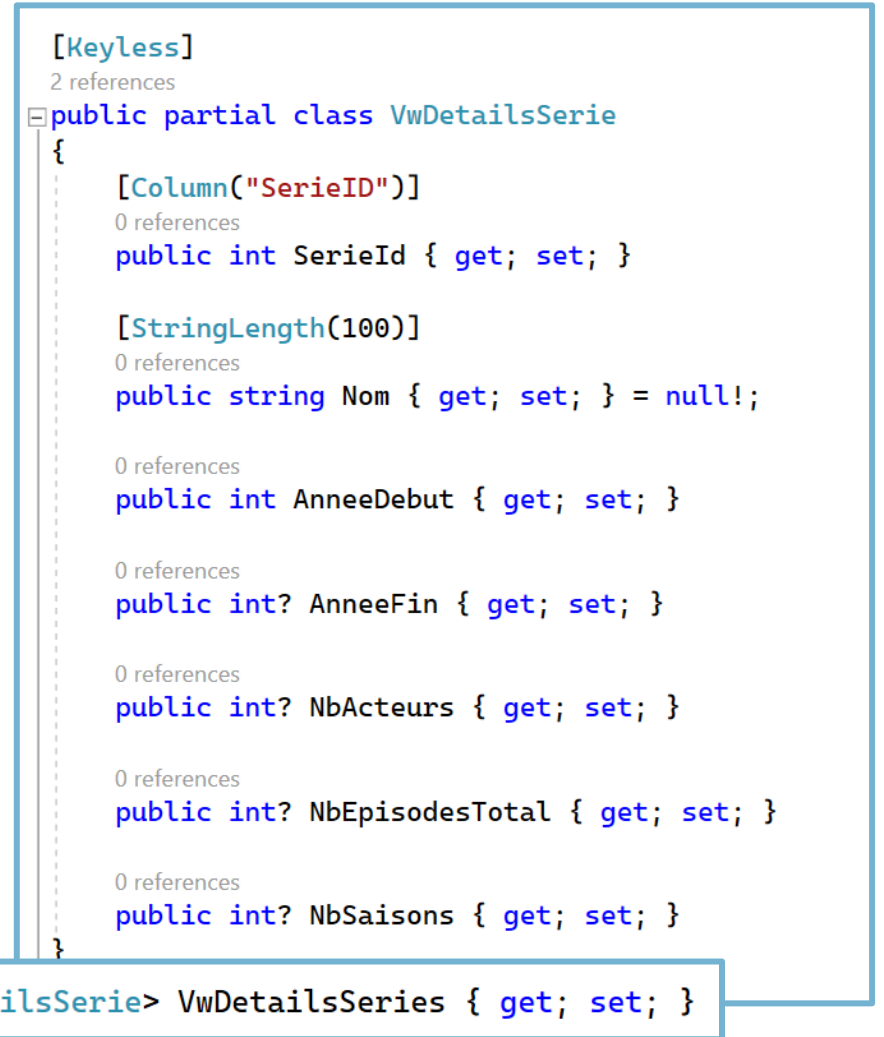 [Keyless]
2 references
public partial class VwDetailsSerie
{
[Column("SerieID")]
0 references
public int SerieId { get; set; }
[StringLength(100)]
0 references
public string Nom { get; set; } = null!;
0 references
public int AnneeDebut { get; set; }
0 references
public int? AnneeFin { get; set; }
0 references
public int? NbActeurs { get; set; }
0 references
public int? NbEpisodesTotal { get; set; }
0 references
public int? NbSaisons { get; set; }
}
ilsSerie> VwDetailsSeries { get; set; }